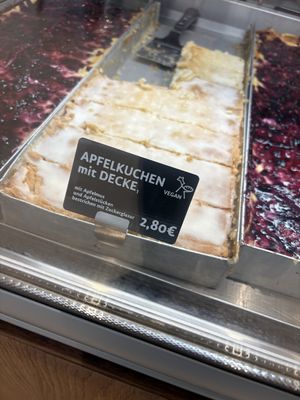 APFELKUCHEN
mit DECKE,
mit Apfelmus
und Apfelstücken
bestrichen mit Zuckerglasur
VEGAN
2,80€